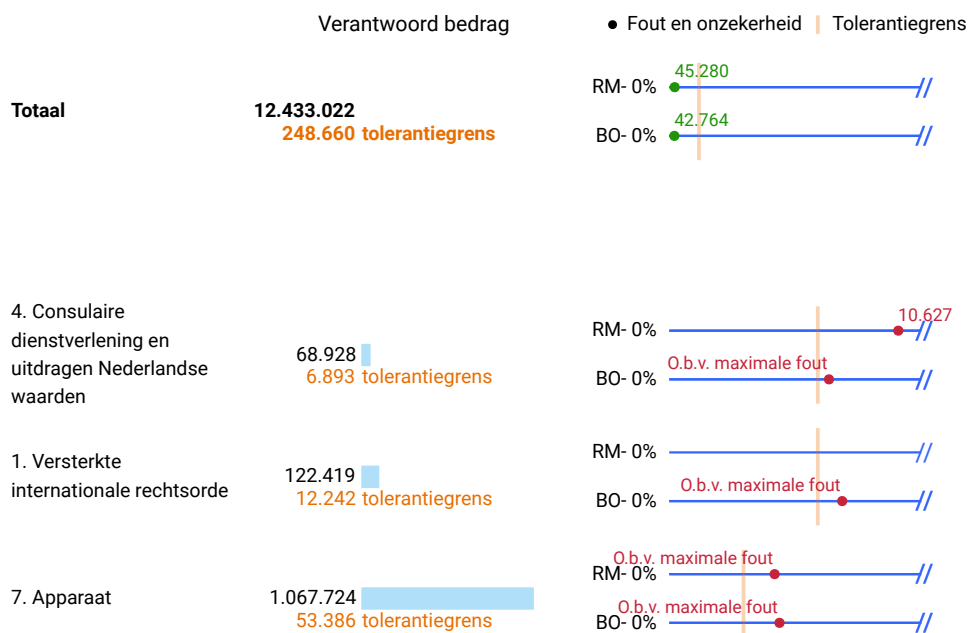 Verantwoord bedrag
Fout en onzekerheid
Tolerantiegrens
Totaal
12.433.022
248.660 tolerantiegrens
RM- 0%
45.280
BO- 0%
42.764
4. Consulaire
dienstverlening en
uitdragen Nederlandse
waarden
68.928
6.893 tolerantiegrens
RM- 0%
10.627
BO- 0%
O.b.v. maximale fout
1. Versterkte
internationale rechtsorde
122.419
12.242 tolerantiegrens
RM- 0%
BO- 0%
O.b.v. maximale fout
7. Apparaat
1.067.724
53.386 tolerantiegrens
RM- 0%
O.b.v. maximale fout
BO- 0%
O.b.v. maximale fout